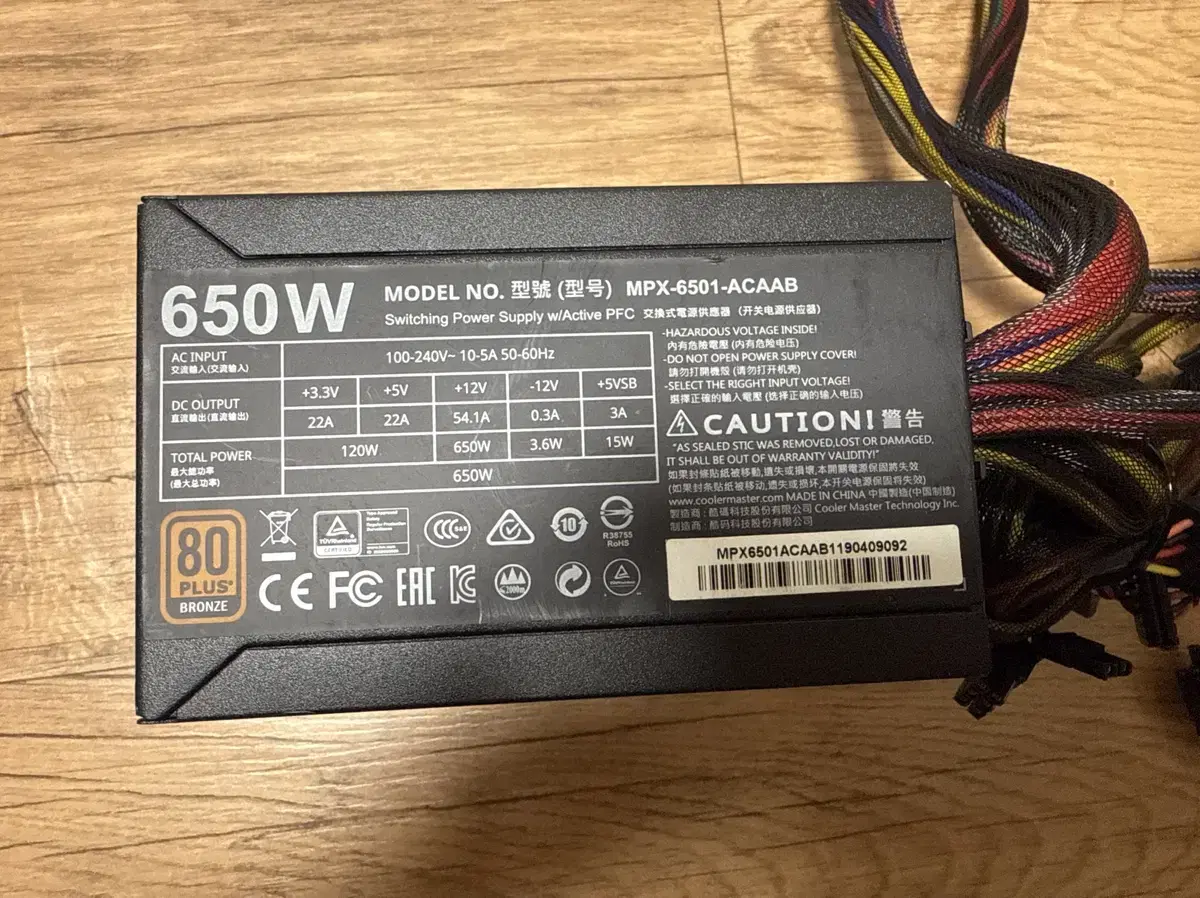 650W
MODEL NO. 型號 (型号) MPX-6501-ACAAB
Switching Power Supply w/Active PFC 交換式電源供應器 (开关电源供应器)
AC INPUT
交流輸入(交流输入)
100-240V~ 10-5A 50-60Hz
DC OUTPUT
直流輸出(直流输出)
+3.3V +5V +12V -12V +5VSB
22A 22A 54.1A 0.3A 3A
TOTAL POWER
最大總功率
(最大总功率)
120W 650W 3.6W 15W
650W
-HAZARDOUS VOLTAGE INSIDE!
內有危險電壓 (内有危险电压)
-DO NOT OPEN POWER SUPPLY COVER!
請勿打開機殼 (请勿打开机壳)
-SELECT THE RIGGHT INPUT VOLTAGE!
選擇正確的輸入電壓 (选择正确的输入电压)
CAUTION! 警告
"AS SEALED STIC WAS REMOVED,LOST OR DAMAGED,
IT SHALL BE OUT OF WARRANTY VALIDITY!"
如果封條貼紙被移動,遺失或損壞,本開關電源保固將失效
(如果封条贴纸被移动,遗失或损坏,本开关电源保固将失效)
www.coolermaster.com MADE IN CHINA 中國製造(中国制造)
製造商：酷碼科技股份有限公司 Cooler Master Technology Inc.
制造商：酷码科技股份有限公司
80
PLUS
BRONZE
TÜVRheinland
CERTIFIED
Type Approved
CCC S&E
10
R38755
RoHS
CE FC EAC
≤2000m
MPX6501ACAAB1190409092